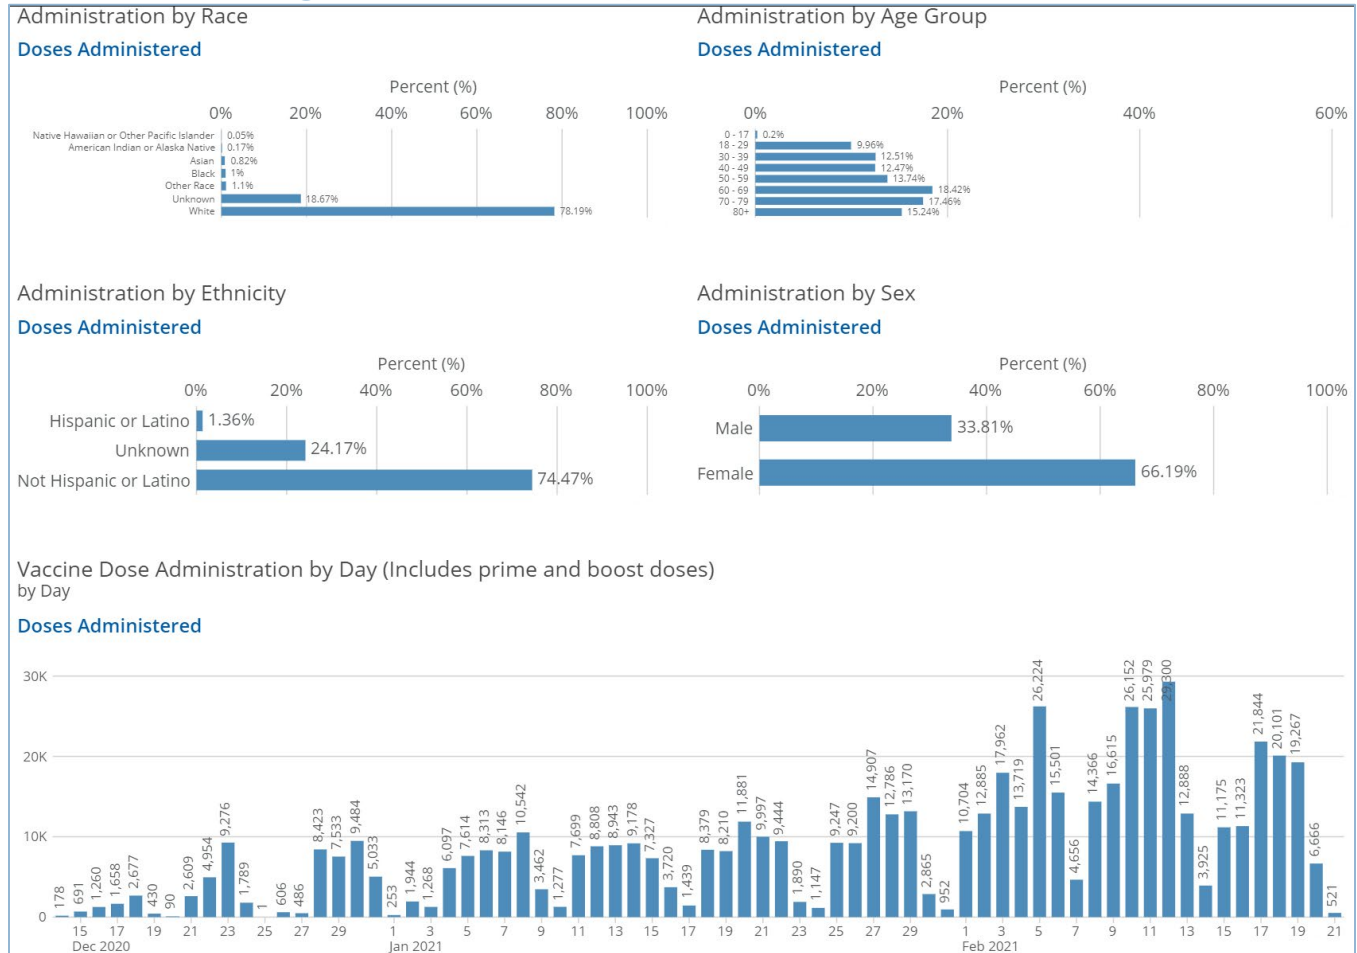 Administration by Race
Doses Administered
Percent (%)
0% 20% 40% 60% 80% 100%
Native Hawaiian or Other Pacific Islander 0.05%
American Indian or Alaska Native 0.17%
Asian 0.82%
Black 1%
Other Race 1.1%
Unknown 18.67%
White 78.19%
Administration by Age Group
Doses Administered
Percent (%)
0% 20% 40% 60%
0 - 17 0.2%
18 - 29 9.96%
30 - 39 12.51%
40 - 49 12.47%
50 - 59 13.74%
60 - 69 18.42%
70 - 79 17.46%
80+ 15.24%
Administration by Ethnicity
Doses Administered
Percent (%)
0% 20% 40% 60% 80% 100%
Hispanic or Latino 1.36%
Unknown 24.17%
Not Hispanic or Latino 74.47%
Administration by Sex
Doses Administered
Percent (%)
0% 20% 40% 60% 80% 100%
Male 33.81%
Female 66.19%
Vaccine Dose Administration by Day (Includes prime and boost doses)
by Day
Doses Administered
30K
20K
10K
0
178 691 1,260 1,658 2,677 430 90 2,609 4,954 9,276 1,789 1 606 486 8,423 7,533 9,484 5,033 253 1,944 1,268 6,097 7,614 8,313 8,146 10,542 3,462 1,277 7,699 8,808 8,943 9,178 7,327 3,720 1,439 8,379 8,210 11,881 9,997 9,444 1,890 1,147 9,247 9,200 14,907 12,786 13,170 2,865 952 10,704 12,885 17,962 13,719 26,224 15,501 4,656 14,366 16,615 26,152 25,979 29,300 12,888 3,925 11,175 11,323 21,844 20,101 19,267 6,666 521
15 17 19 21 23 25 27 29 1 3 5 7 9 11 13 15 17 19 21 23 25 27 29 1 3 5 7 9 11 13 15 17 19 21
Dec 2020 Jan 2021 Feb 2021